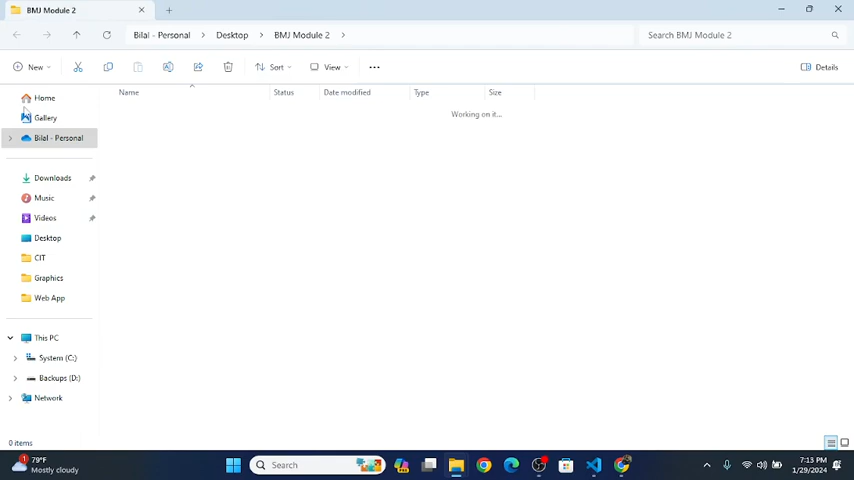 BMJ Module 2
Bilal - Personal > Desktop > BMJ Module 2 >
Search BMJ Module 2
New
Sort
View
Details
Name
Status
Date modified
Type
Size
Working on it...
Home
Gallery
Bilal - Personal
Downloads
Music
Videos
Desktop
CIT
Graphics
Web App
This PC
System (C:)
Backups (D:)
Network
0 items
1
79°F
Mostly cloudy
Search
7:13 PM
1/29/2024